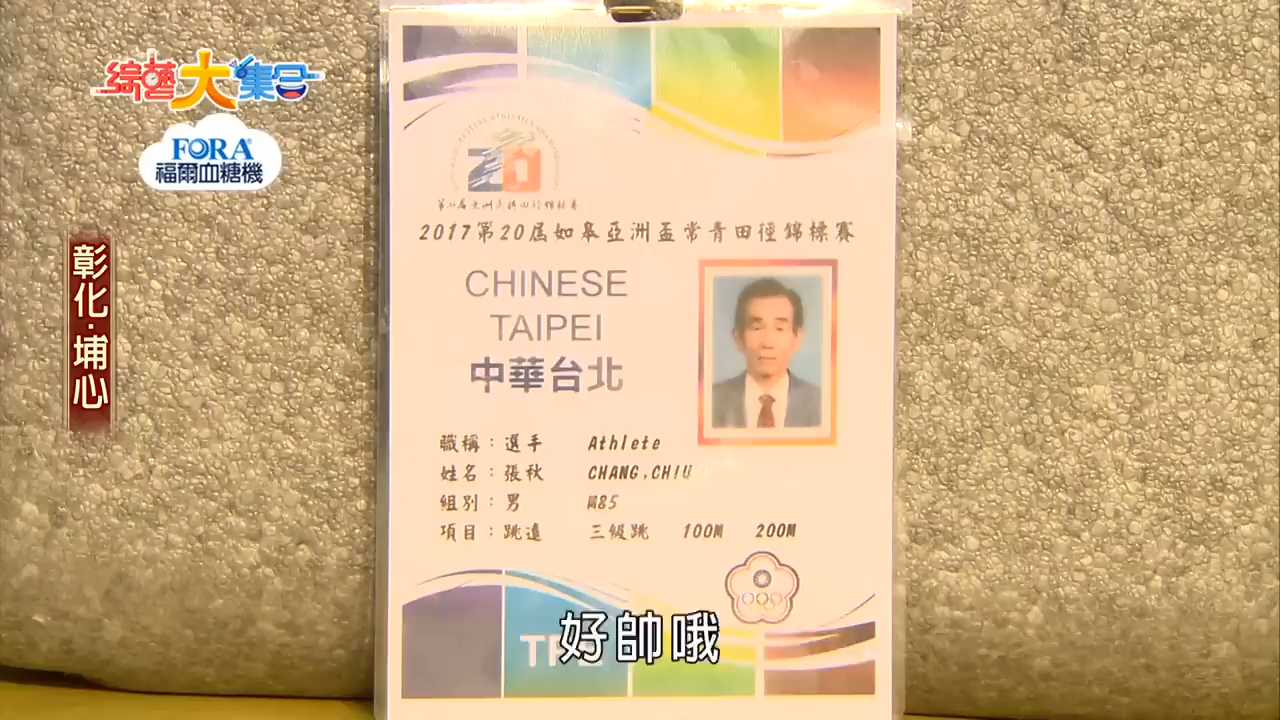 綜藝大集合
FORA
福爾血糖機
彰化·埔心
20
2017第20屆如皋亞洲盃常青田徑錦標賽
CHINESE
TAIPEI
中華台北
職稱：選手 Athlete
姓名：張秋 CHANG,CHIU
組別：男 M85
項目：跳遠 三級跳 100M 200M
好帥哦